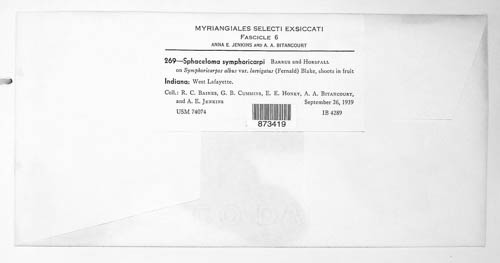 MYRIANGIALES SELECTI EXSICCATI
FASCICLE 6
ANNA E. JENKINS AND A. A. BITANCOURT
269—Sphaceloma symphoricarpi BARRUS and HORSFALL
on Symphoricarpos albus var. laevigatus (Fernald) Blake, shoots in fruit
Indiana: West Lafayette.
Coll.: R. C. BAINES, G. B. CUMMINS, E. E. HONEY, A. A. BITANCOURT,
and A. E. JENKINS September 26, 1939
USM 74074 IB 4289
873419